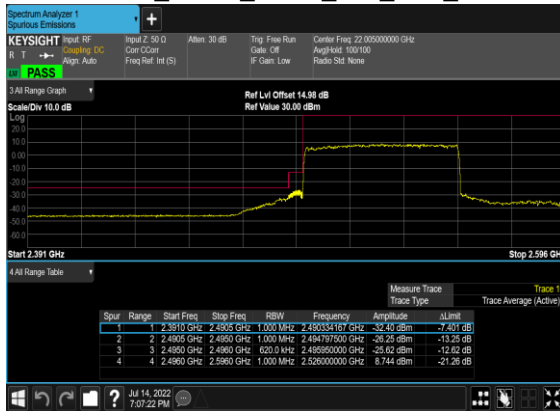 Spectrum Analyzer 1
Spurious Emissions
KEYSIGHT
R T
Input: RF
Coupling: DC
Align: Auto
Input Z: 50 Ω
Corr CCorr
Freq Ref: Int (S)
Atten: 30 dB
Trig: Free Run
Gate: Off
IF Gain: Low
Center Freq: 22.005000000 GHz
Avg|Hold: 100/100
Radio Std: None
PASS
3 All Range Graph
Scale/Div 10.0 dB
Ref Lvl Offset 14.98 dB
Ref Value 30.00 dBm
Log
20.0
10.0
0.00
-10.0
-20.0
-30.0
-40.0
-50.0
-60.0
Start 2.391 GHz
Stop 2.596 GH
4 All Range Table
Measure Trace Trace 1
Trace Type Trace Average (Active)
Spur Range Start Freq Stop Freq RBW Frequency Amplitude ΔLimit
1 1 2.3910 GHz 2.4905 GHz 1.000 MHz 2.490334167 GHz -32.40 dBm -7.401 dB
2 2 2.4905 GHz 2.4950 GHz 1.000 MHz 2.494797500 GHz -26.25 dBm -13.25 dB
3 3 2.4950 GHz 2.4960 GHz 620.0 kHz 2.495950000 GHz -25.62 dBm -12.62 dB
4 4 2.4960 GHz 2.5960 GHz 1.000 MHz 2.526000000 GHz 8.744 dBm -21.26 dB
?
Jul 14, 2022
7:07:22 PM